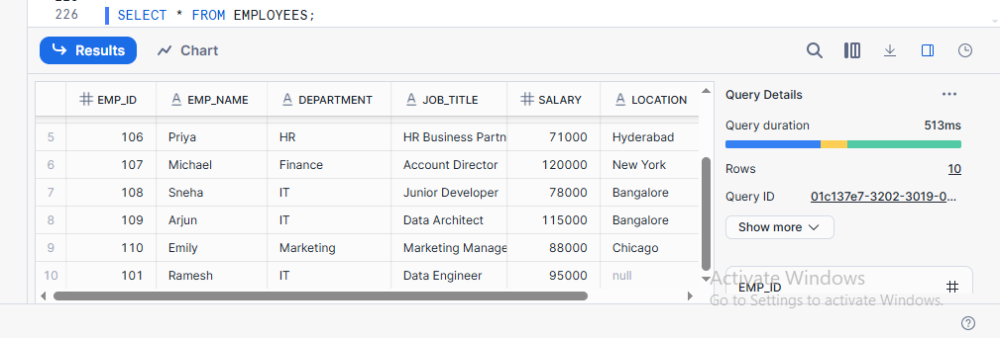 226 SELECT * FROM EMPLOYEES;
Results Chart
EMP_ID EMP_NAME DEPARTMENT JOB_TITLE SALARY LOCATION
5 106 Priya HR HR Business Partn 71000 Hyderabad
6 107 Michael Finance Account Director 120000 New York
7 108 Sneha IT Junior Developer 78000 Bangalore
8 109 Arjun IT Data Architect 115000 Bangalore
9 110 Emily Marketing Marketing Manage 88000 Chicago
10 101 Ramesh IT Data Engineer 95000 null
Query Details ...
Query duration 513ms
Rows 10
Query ID 01c137e7-3202-3019-0...
Show more
EMP_ID #
Activate Windows
Go to Settings to activate Windows.